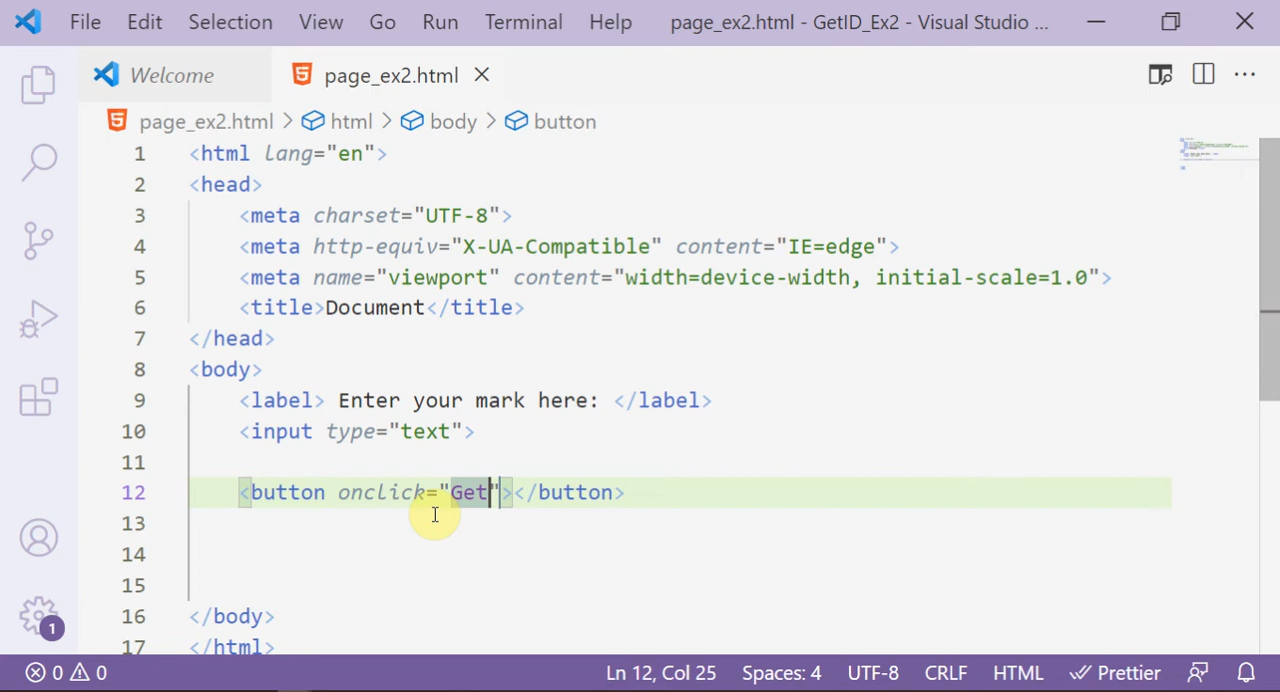 File Edit Selection View Go Run Terminal Help page_ex2.html - GetID_Ex2 - Visual Studio ...
Welcome page_ex2.html
page_ex2.html > html > body > button
1 <html lang="en">
2 <head>
3 <meta charset="UTF-8">
4 <meta http-equiv="X-UA-Compatible" content="IE=edge">
5 <meta name="viewport" content="width=device-width, initial-scale=1.0">
6 <title>Document</title>
7 </head>
8 <body>
9 <label> Enter your mark here: </label>
10 <input type="text">
11
12 <button onclick="Get"></button>
13
14
15
16 </body>
17 </html>
1
0 0 Ln 12, Col 25 Spaces: 4 UTF-8 CRLF HTML Prettier